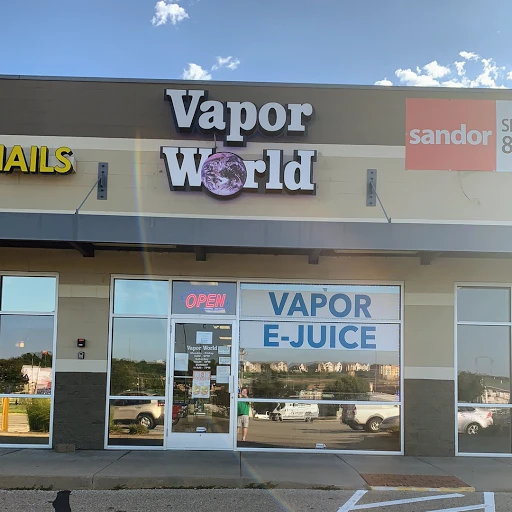 Vapor
World
NAILS
sandor
OPEN
VAPOR
E-JUICE
Vapor World